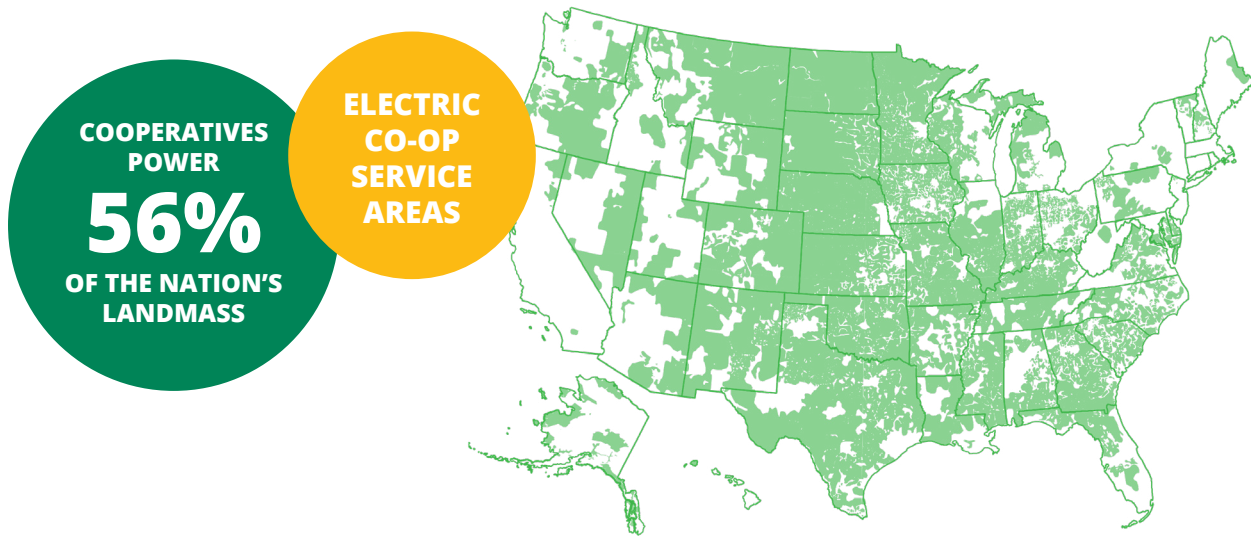 COOPERATIVES
POWER
56%
OF THE NATION'S
LANDMASS
ELECTRIC
CO-OP
SERVICE
AREAS